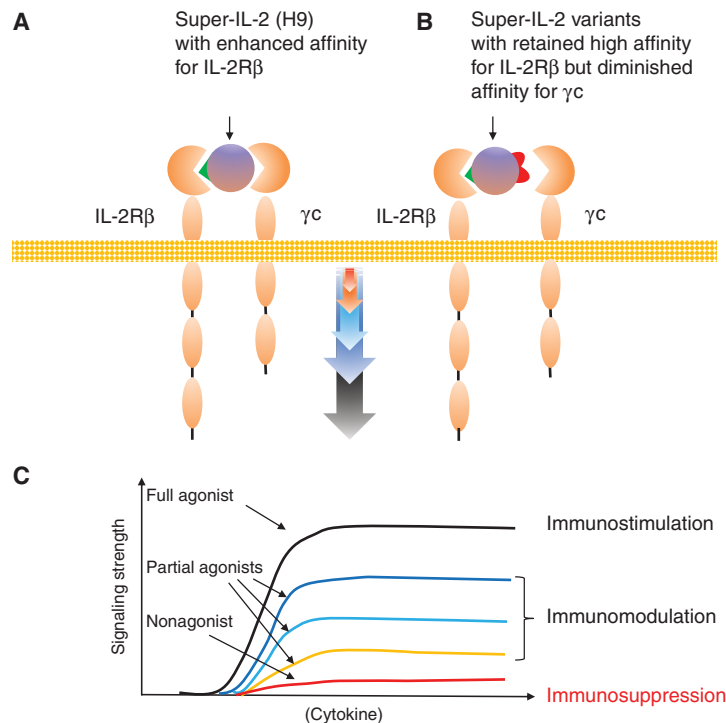 A
Super-IL-2 (H9)
with enhanced affinity
for IL-2Rβ
IL-2Rβ
γc
B
Super-IL-2 variants
with retained high affinity
for IL-2Rβ but diminished
affinity for γc
IL-2Rβ
γc
C
Signaling strength
Full agonist
Partial agonists
Nonagonist
Immunostimulation
Immunomodulation
Immunosuppression
(Cytokine)